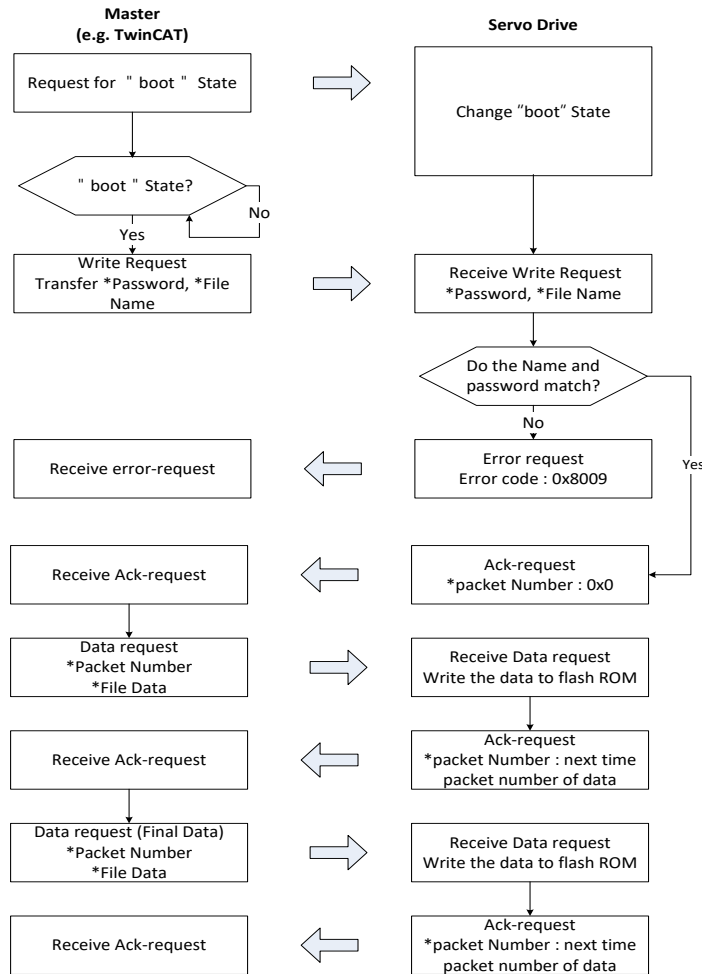 Master
(e.g. TwinCAT)
Servo Drive
Request for " boot " State
Change "boot" State
" boot " State?
No
Yes
Write Request
Transfer *Password, *File
Name
Receive Write Request
*Password, *File Name
Do the Name and
password match?
No
Yes
Receive error-request
Error request
Error code : 0x8009
Receive Ack-request
Ack-request
*packet Number : 0x0
Data request
*Packet Number
*File Data
Receive Data request
Write the data to flash ROM
Receive Ack-request
Ack-request
*packet Number : next time
packet number of data
Data request (Final Data)
*Packet Number
*File Data
Receive Data request
Write the data to flash ROM
Receive Ack-request
Ack-request
*packet Number : next time
packet number of data